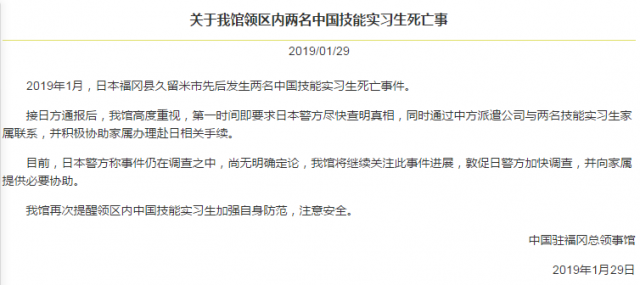 关于我馆领区内两名中国技能实习生死亡事
2019/01/29
2019年1月，日本福冈县久留米市先后发生两名中国技能实习生死亡事件。
接日方通报后，我馆高度重视，第一时间即要求日本警方尽快查明真相，同时通过中方派遣公司与两名技能实习生家
属联系，并积极协助家属办理赴日相关手续。
目前，日本警方称事件仍在调查之中，尚无明确定论，我馆将继续关注此事件进展，敦促日警方加快调查，并向家属
提供必要协助。
我馆再次提醒领区内中国技能实习生加强自身防范，注意安全。
中国驻福冈总领事馆
2019年1月29日